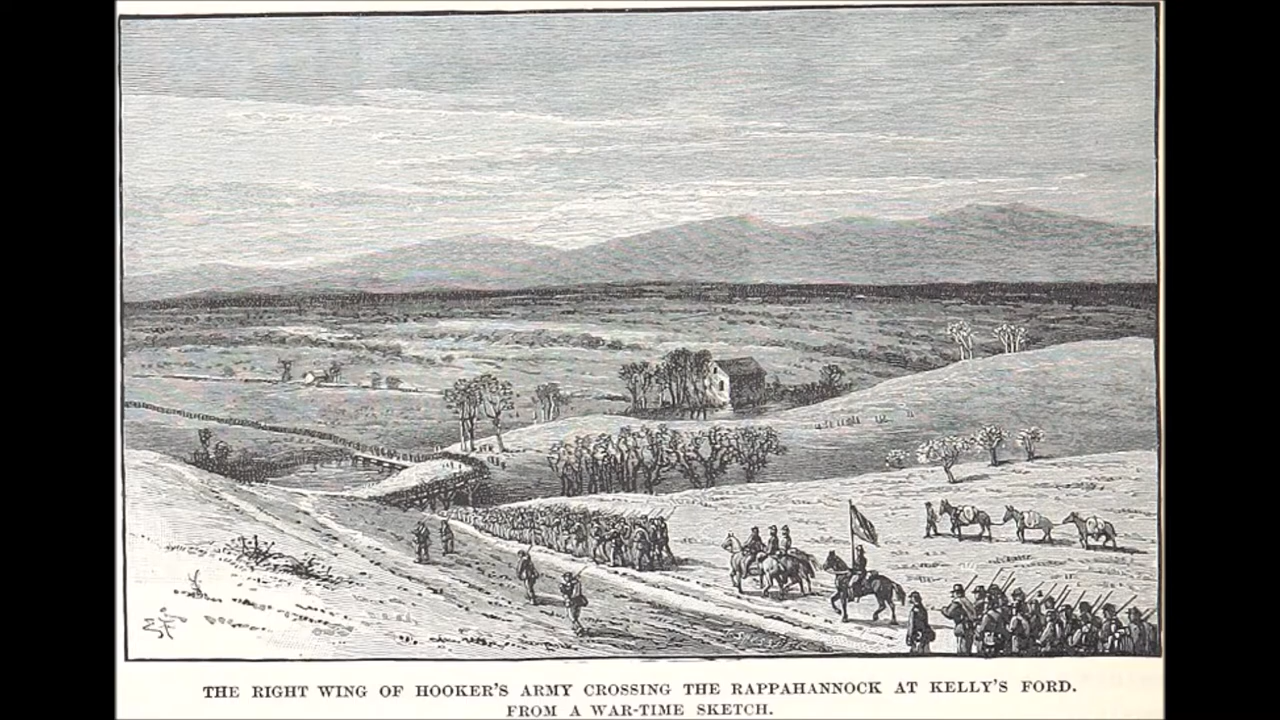 THE RIGHT WING OF HOOKER'S ARMY CROSSING THE RAPPAHANNOCK AT KELLY'S FORD.
FROM A WAR-TIME SKETCH.